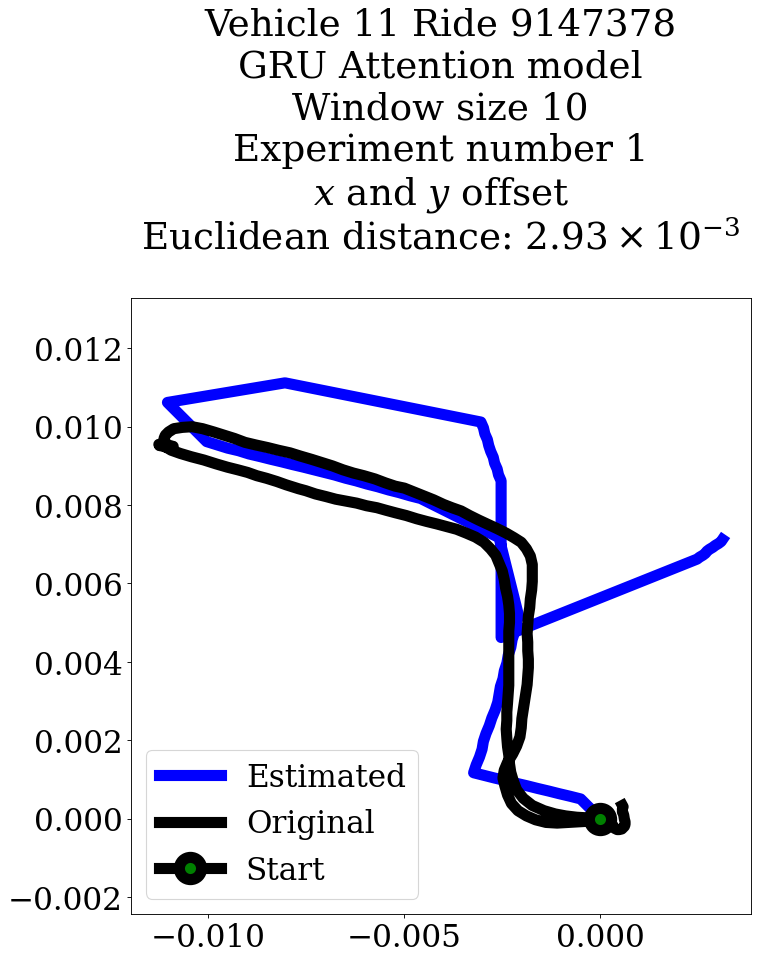 Vehicle 11 Ride 9147378
GRU Attention model
Window size 10
Experiment number 1
x and y offset
Euclidean distance: 2.93 × 10⁻³
0.012
0.010
0.008
0.006
0.004
0.002
0.000
−0.002
Estimated
Original
Start
−0.010 −0.005 0.000